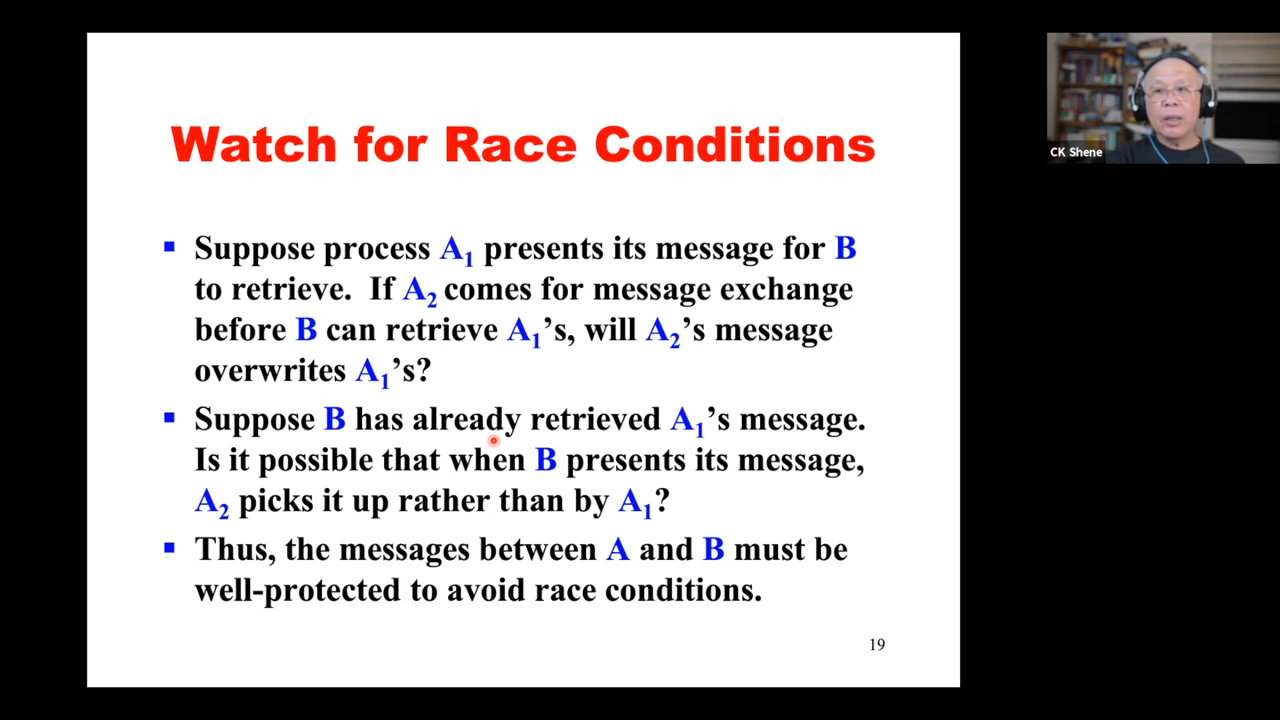 Watch for Race Conditions
CK Shene
▪ Suppose process A₁ presents its message for B
to retrieve. If A₂ comes for message exchange
before B can retrieve A₁’s, will A₂’s message
overwrites A₁’s?
▪ Suppose B has already retrieved A₁’s message.
Is it possible that when B presents its message,
A₂ picks it up rather than by A₁?
▪ Thus, the messages between A and B must be
well-protected to avoid race conditions.
19